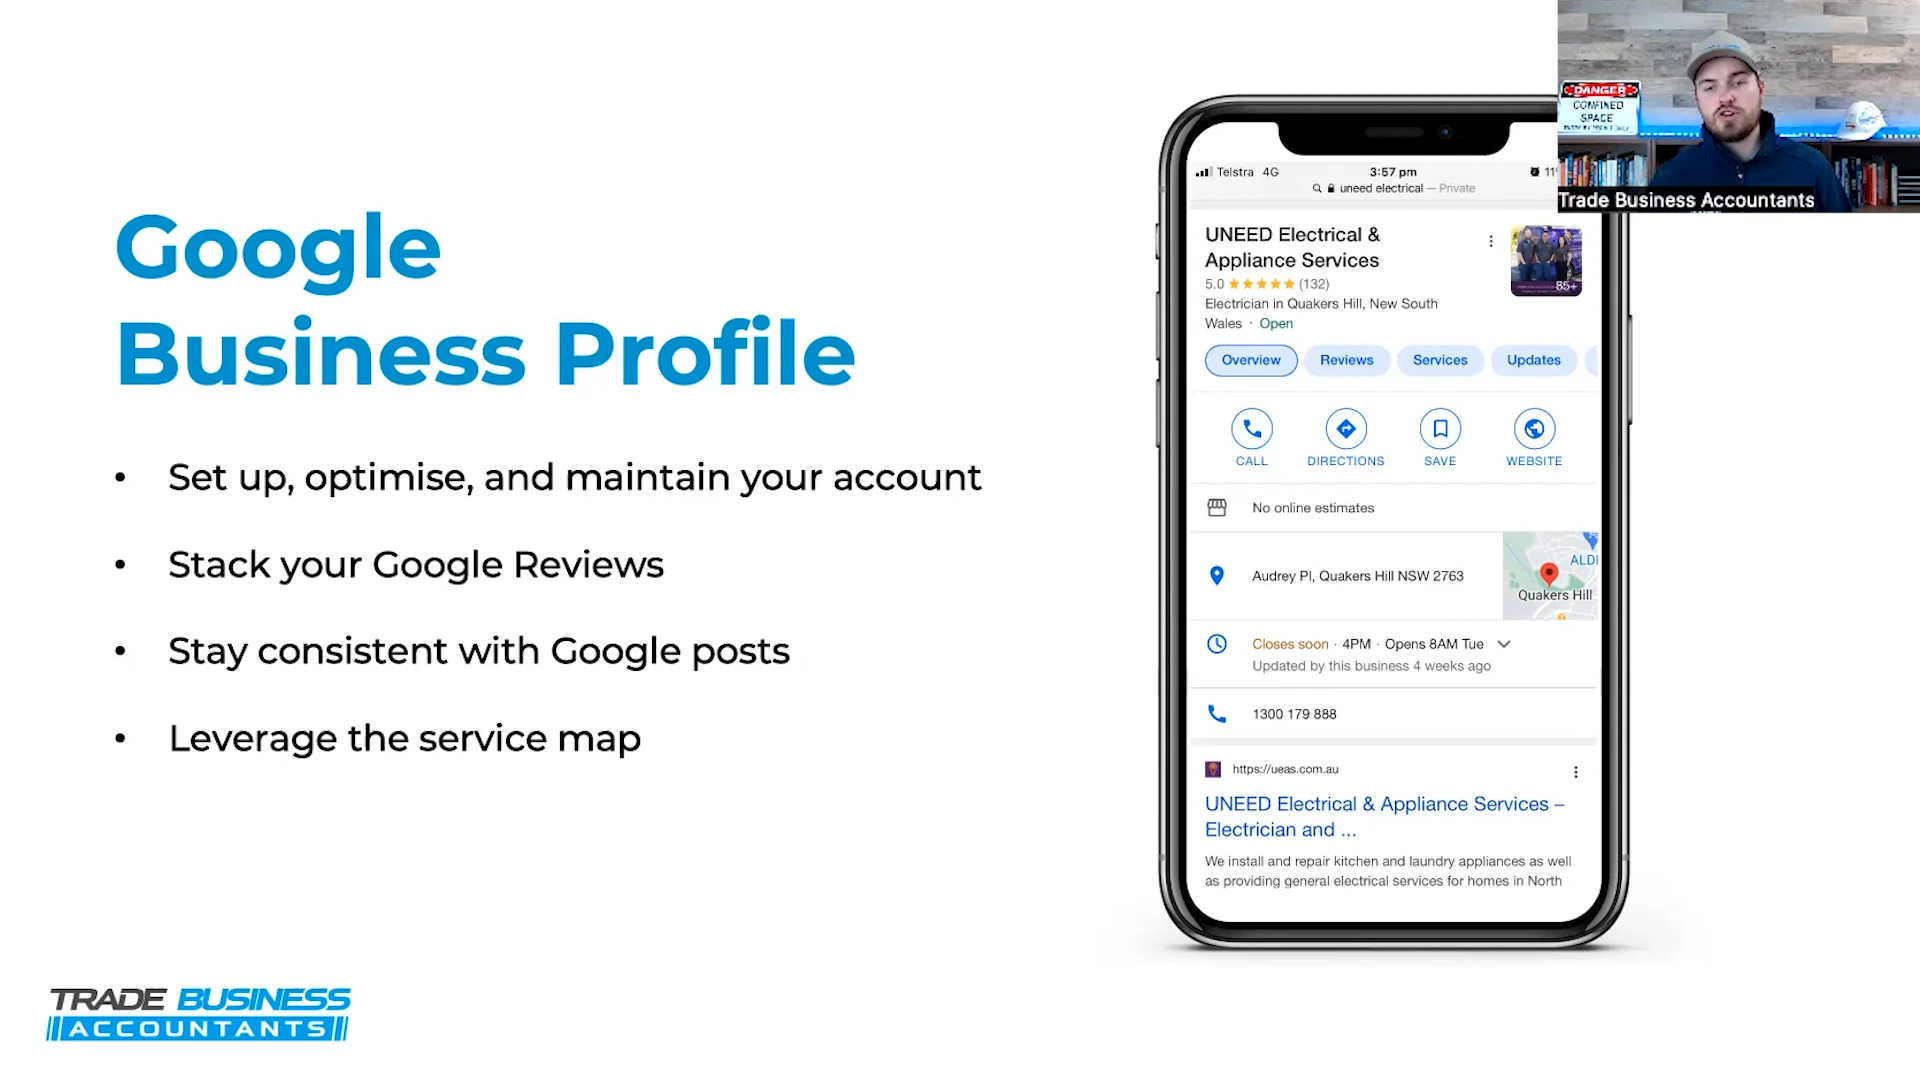 Google
Business Profile
• Set up, optimise, and maintain your account
• Stack your Google Reviews
• Stay consistent with Google posts
• Leverage the service map
TRADE BUSINESS
ACCOUNTANTS
Telstra 4G 3:57 pm
uneed electrical — Private
UNEED Electrical &
Appliance Services
5.0 (132)
Electrician in Quakers Hill, New South
Wales · Open
85+
Overview Reviews Services Updates
CALL DIRECTIONS SAVE WEBSITE
No online estimates
Audrey Pl, Quakers Hill NSW 2763
ALDI
Quakers Hill
Closes soon · 4PM · Opens 8AM Tue
Updated by this business 4 weeks ago
1300 179 888
https://ueas.com.au
UNEED Electrical & Appliance Services –
Electrician and ...
We install and repair kitchen and laundry appliances as well
as providing general electrical services for homes in North
DANGER
CONFINED
SPACE
Trade Business Accountants